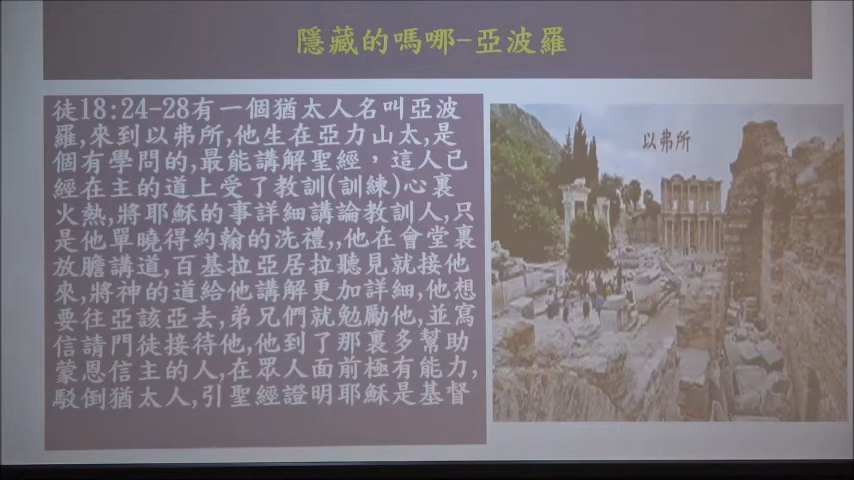 隱藏的嗎哪-亞波羅
徒18:24-28有一個猶太人名叫亞波
羅,來到以弗所,他生在亞力山太,是
個有學問的,最能講解聖經，這人已
經在主的道上受了教訓(訓練)心裏
火熱,將耶穌的事詳細講論教訓人,只
是他單曉得約翰的洗禮,,他在會堂裏
放膽講道,百基拉亞居拉聽見就接他
來,將神的道給他講解更加詳細,他想
要往亞該亞去,弟兄們就勉勵他,並寫
信請門徒接待他,他到了那裏多幫助
蒙恩信主的人,在眾人面前極有能力,
駁倒猶太人,引聖經證明耶穌是基督
以弗所